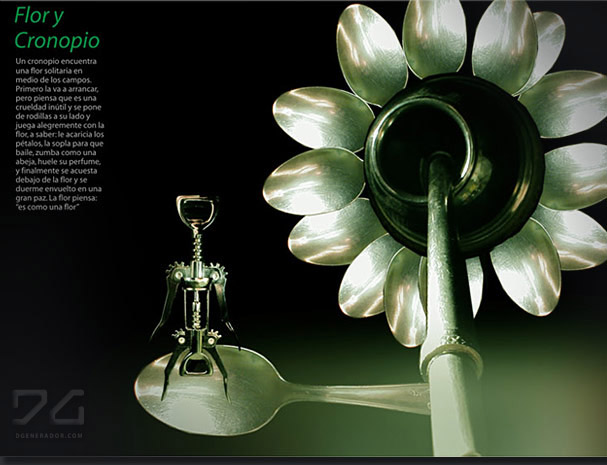 Flor y
Cronopio
Un cronopio encuentra
una flor solitaria en
medio de los campos.
Primero la va a arrancar,
pero piensa que es una
crueldad inútil y se pone
de rodillas a su lado y
juega alegremente con la
flor, a saber: le acaricia los
pétalos, la sopla para que
baile, zumba como una
abeja, huele su perfume,
y finalmente se acuesta
debajo de la flor y se
duerme envuelto en una
gran paz. La flor piensa:
"es como una flor"
DG
DGENERADOR.COM